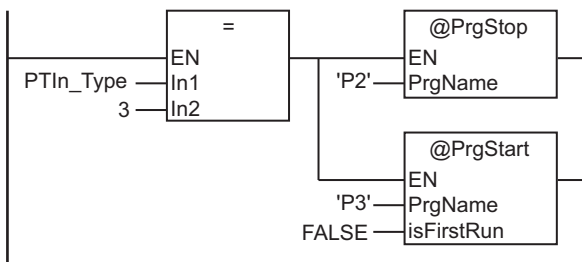 = @PrgStop
EN EN
PTIn_Type In1 'P2' PrgName
3 In2
@PrgStart
EN
'P3' PrgName
FALSE isFirstRun